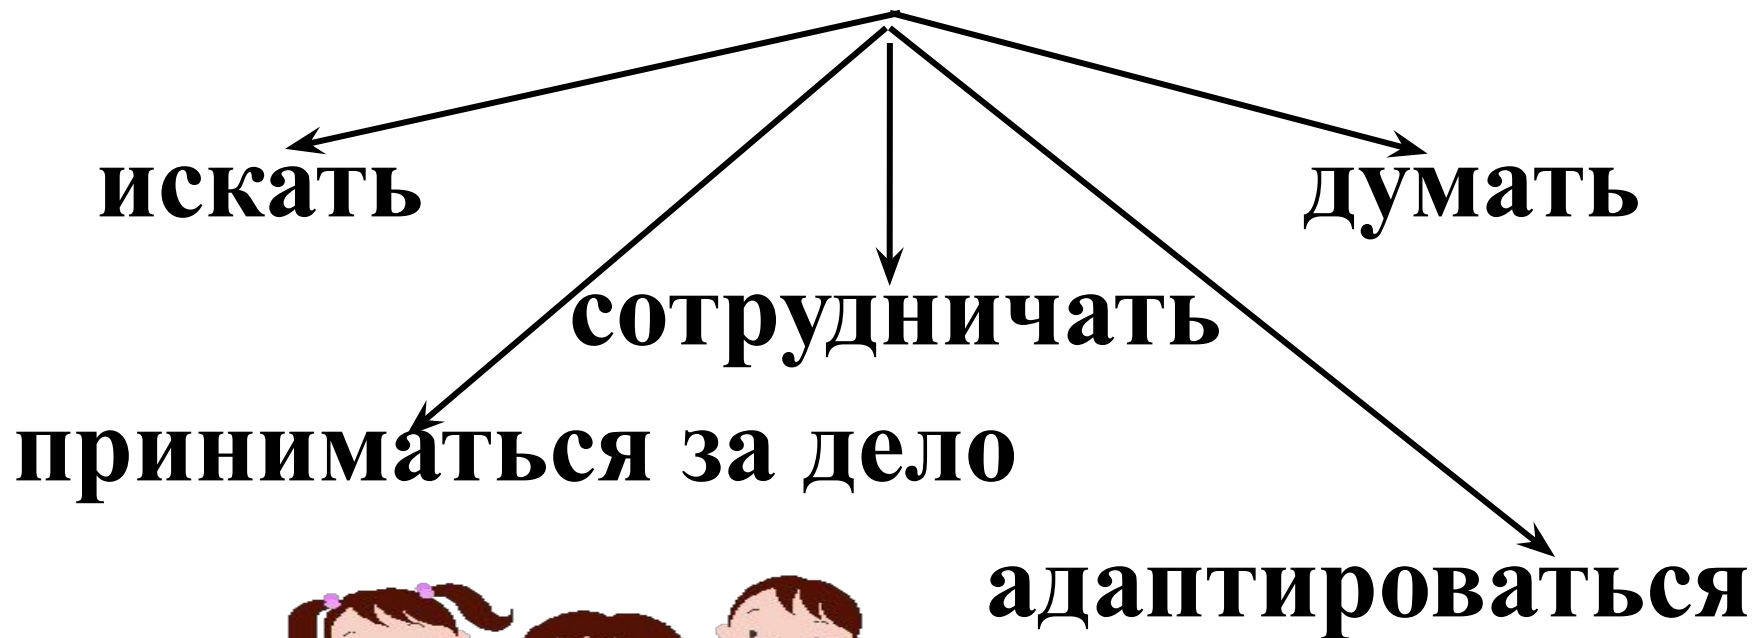 искать
думать
сотрудничать
приниматься за дело
адаптироваться